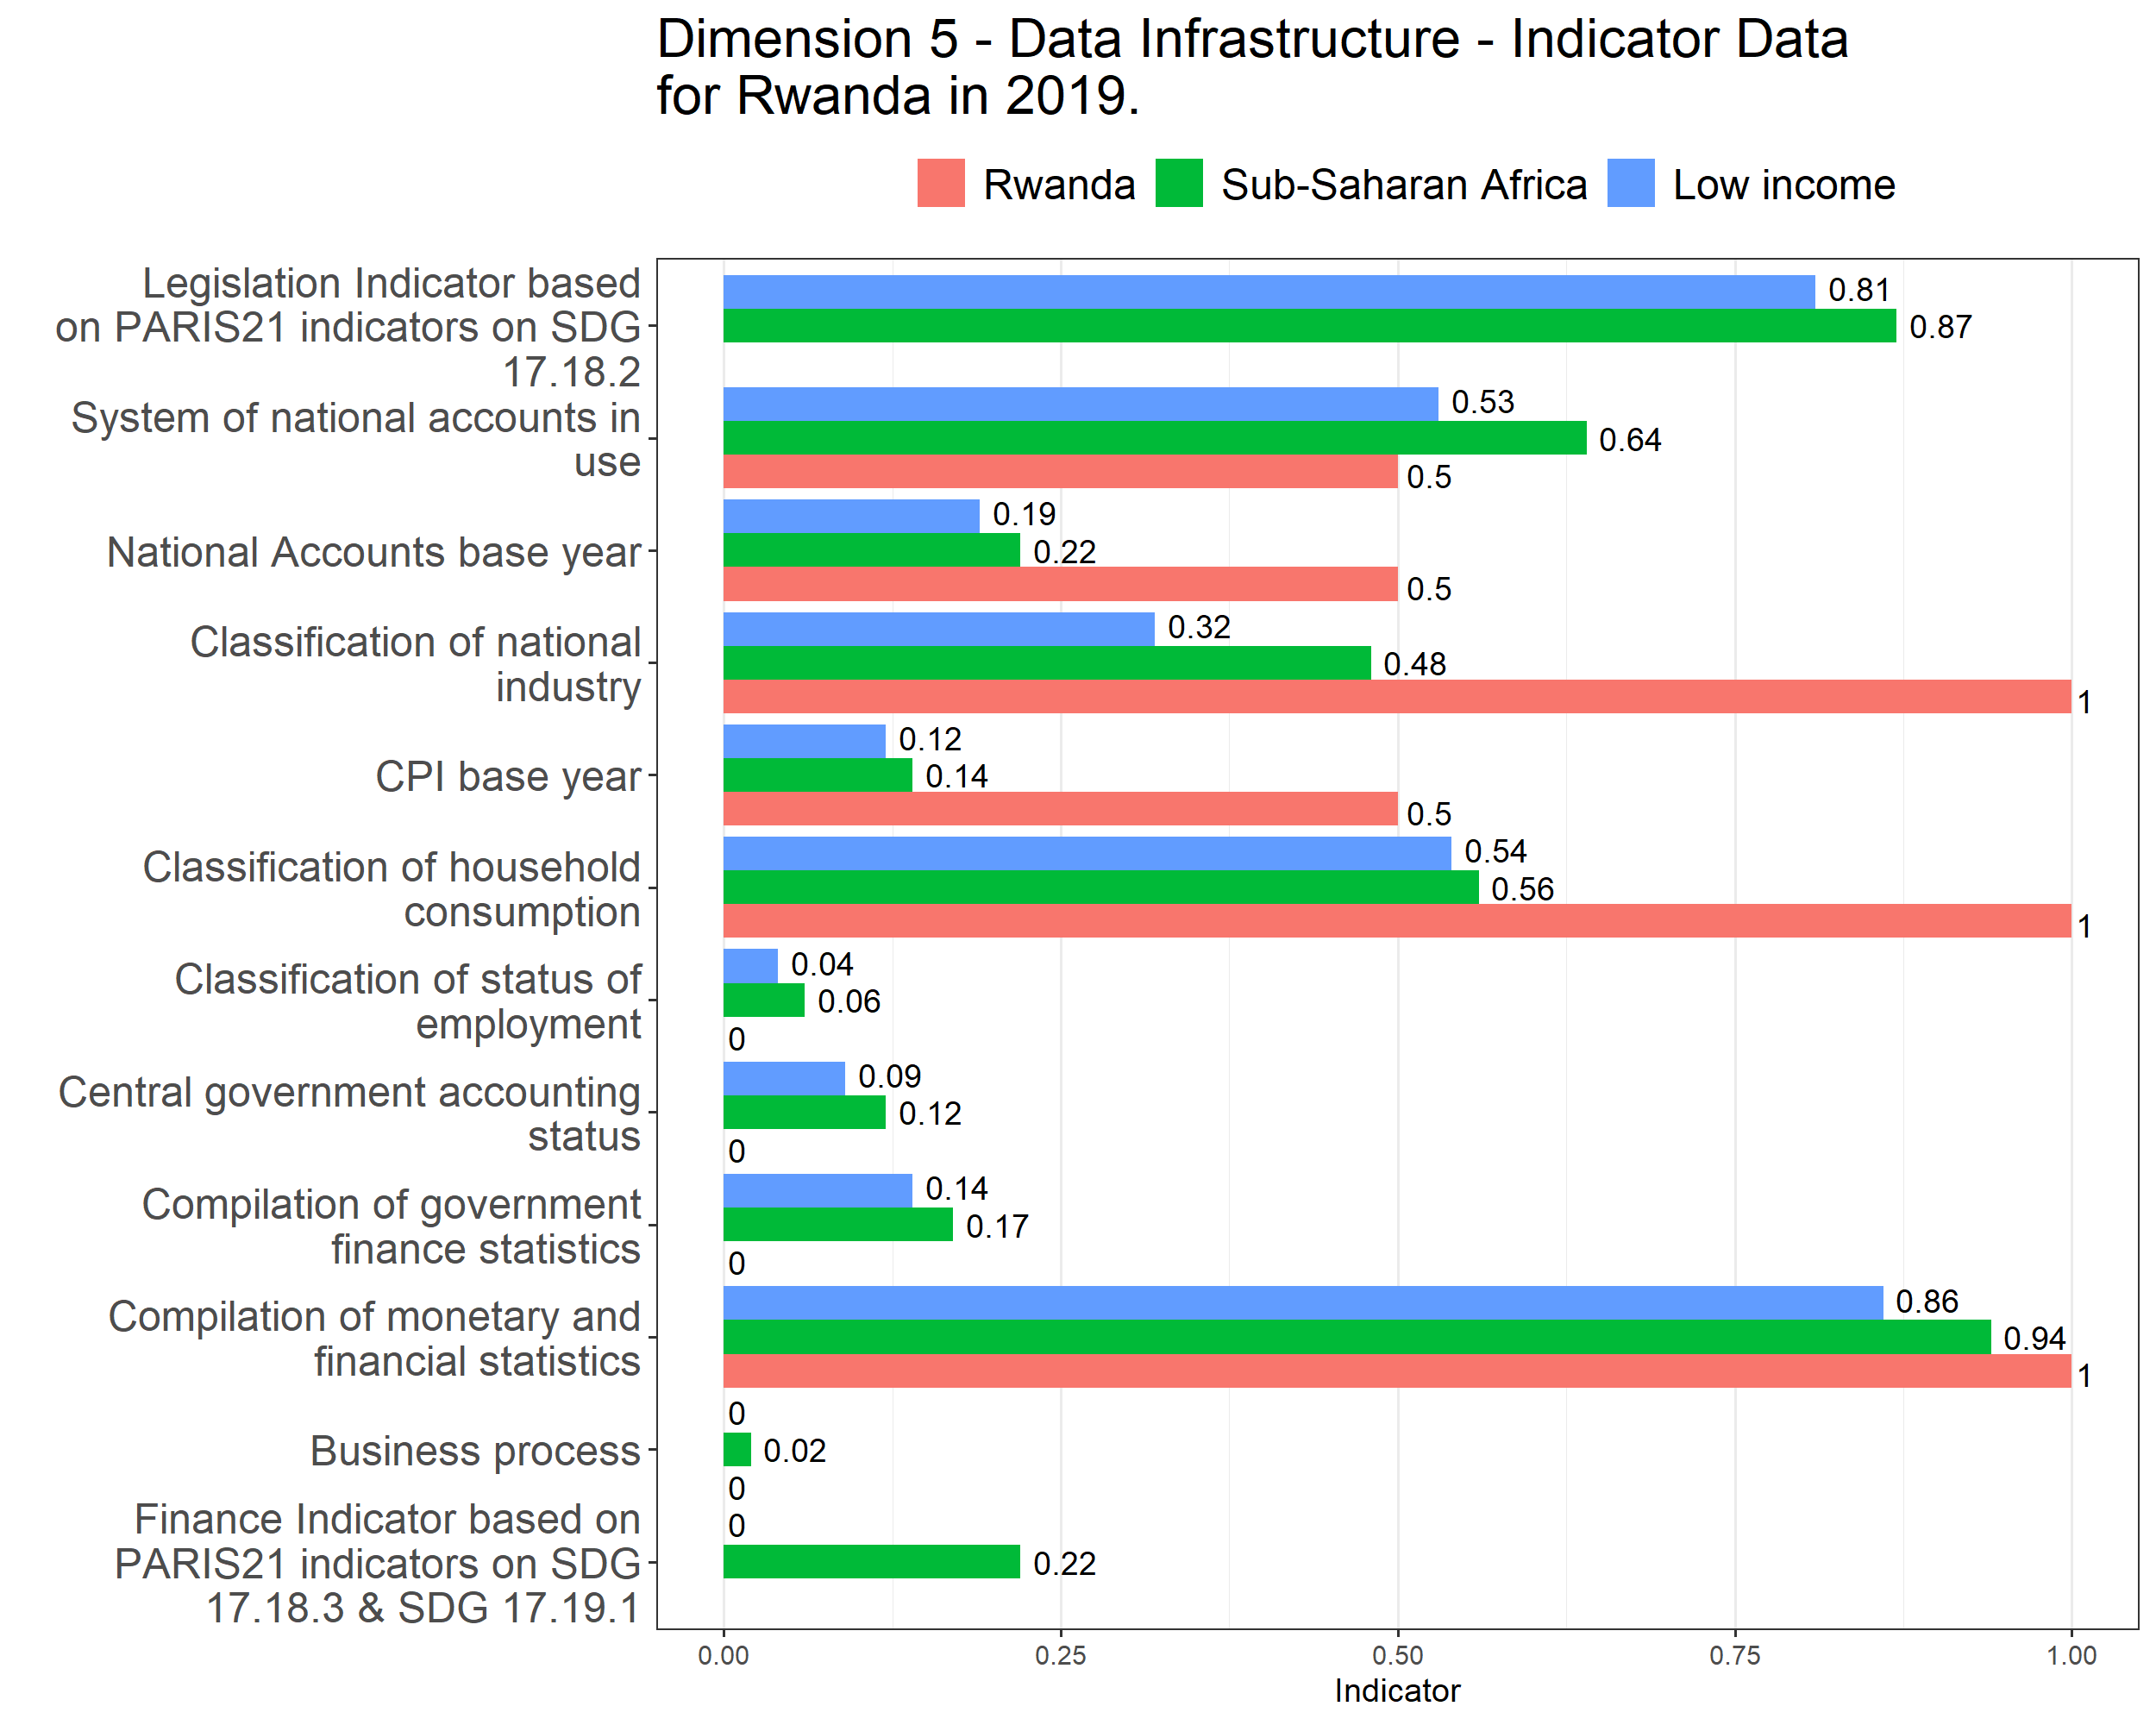 Dimension 5 - Data Infrastructure - Indicator Data
for Rwanda in 2019.
Rwanda
Sub-Saharan Africa
Low income
Legislation Indicator based
on PARIS21 indicators on SDG
17.18.2
0.81
0.87
System of national accounts in
use
0.53
0.64
0.5
National Accounts base year
0.19
0.22
0.5
Classification of national
industry
0.32
0.48
1
CPI base year
0.12
0.14
0.5
Classification of household
consumption
0.54
0.56
1
Classification of status of
employment
0.04
0.06
0
Central government accounting
status
0.09
0.12
0
Compilation of government
finance statistics
0.14
0.17
0
Compilation of monetary and
financial statistics
0.86
0.94
1
Business process
0
0.02
0
Finance Indicator based on
PARIS21 indicators on SDG
17.18.3 & SDG 17.19.1
0
0.22
0.00
0.25
0.50
0.75
1.00
Indicator